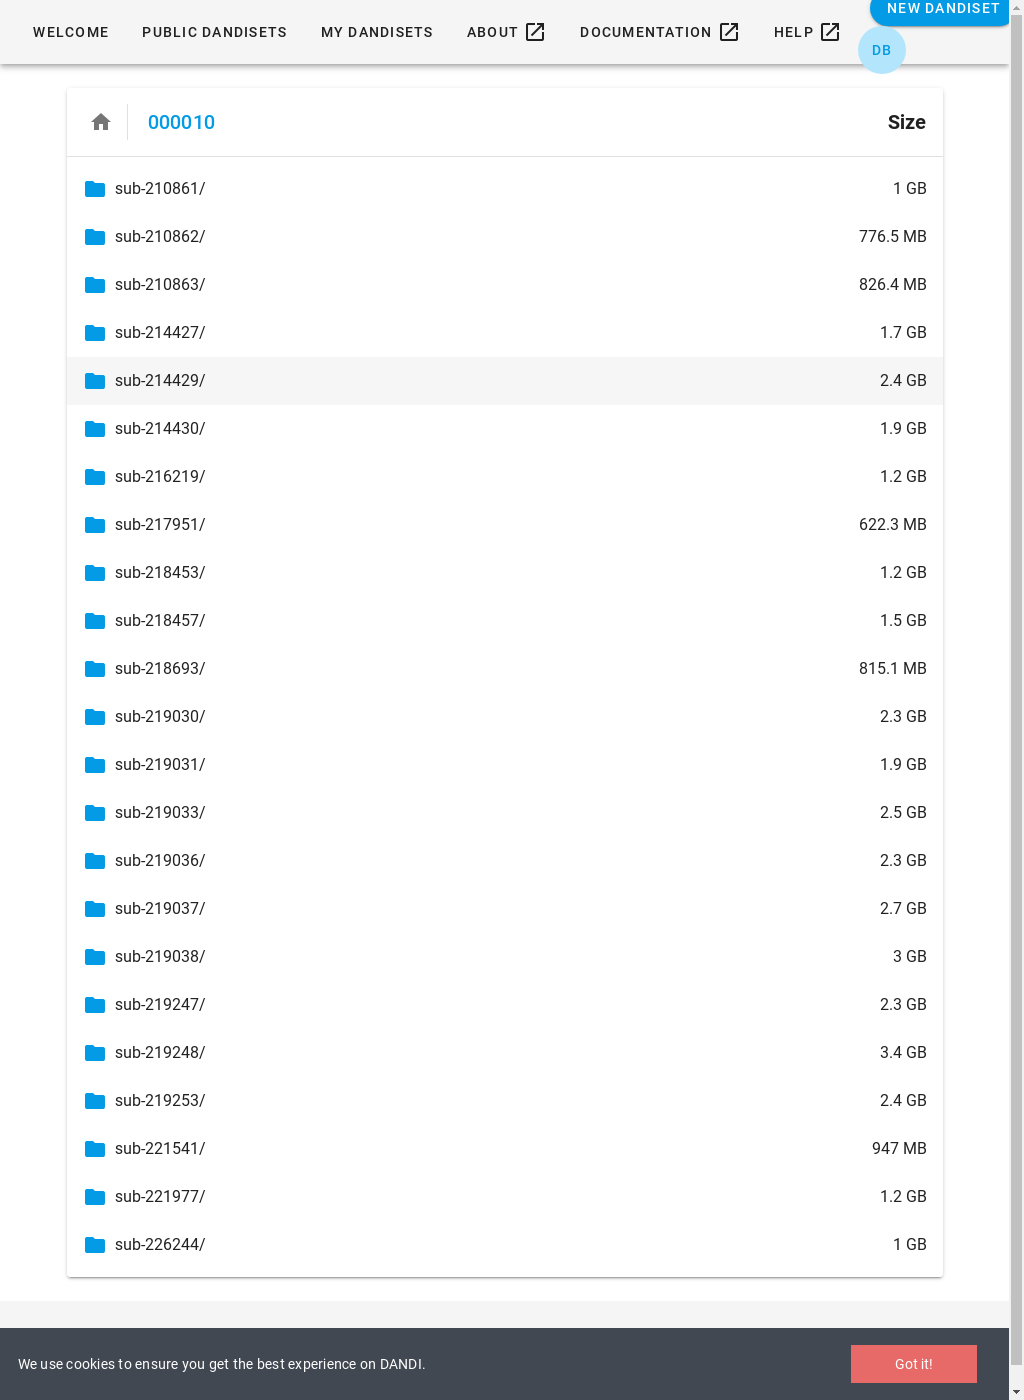 WELCOME PUBLIC DANDISETS MY DANDISETS ABOUT DOCUMENTATION HELP NEW DANDISET
DB
000010 Size
sub-210861/ 1 GB
sub-210862/ 776.5 MB
sub-210863/ 826.4 MB
sub-214427/ 1.7 GB
sub-214429/ 2.4 GB
sub-214430/ 1.9 GB
sub-216219/ 1.2 GB
sub-217951/ 622.3 MB
sub-218453/ 1.2 GB
sub-218457/ 1.5 GB
sub-218693/ 815.1 MB
sub-219030/ 2.3 GB
sub-219031/ 1.9 GB
sub-219033/ 2.5 GB
sub-219036/ 2.3 GB
sub-219037/ 2.7 GB
sub-219038/ 3 GB
sub-219247/ 2.3 GB
sub-219248/ 3.4 GB
sub-219253/ 2.4 GB
sub-221541/ 947 MB
sub-221977/ 1.2 GB
sub-226244/ 1 GB
We use cookies to ensure you get the best experience on DANDI. Got it!